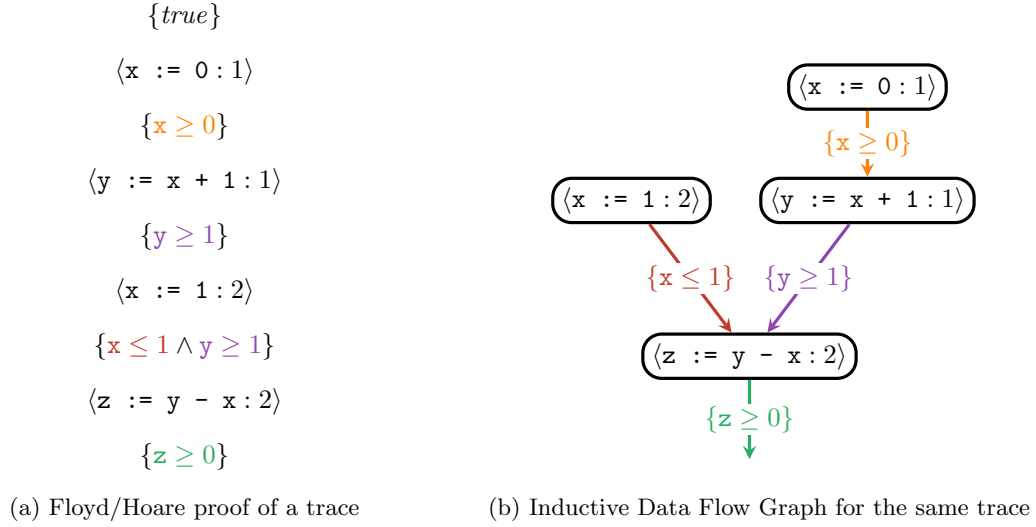 {true}
⟨x := 0 : 1⟩
{x ≥ 0}
⟨y := x + 1 : 1⟩
{y ≥ 1}
⟨x := 1 : 2⟩
{x ≤ 1 ∧ y ≥ 1}
⟨z := y - x : 2⟩
{z ≥ 0}
(a) Floyd/Hoare proof of a trace
⟨x := 0 : 1⟩
{x ≥ 0}
⟨x := 1 : 2⟩
⟨y := x + 1 : 1⟩
{x ≤ 1}
{y ≥ 1}
⟨z := y - x : 2⟩
{z ≥ 0}
(b) Inductive Data Flow Graph for the same trace